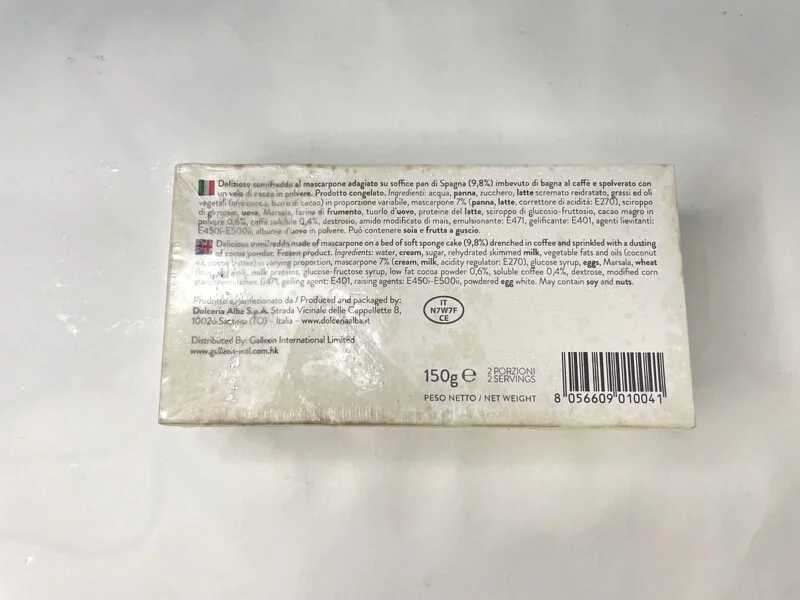 Delizioso semifreddo al mascarpone adagiato su soffice pan di Spagna (9,8%) imbevuto di bagna al caffè e spolverato con
un velo di cacao in polvere. Prodotto congelato. Ingredienti: acqua, panna, zucchero, latte scremato reidratato, grassi ed oli
vegetali (olio cocco, burro di cacao) in proporzione variabile, mascarpone 7% (panna, latte, correttore di acidità: E270), sciroppo
di glucosio, uova, Marsala, farina di frumento, tuorlo d'uovo, proteine del latte, sciroppo di glucosio-fruttosio, cacao magro in
polvere 0,6%, caffè solubile 0,4%, destrosio, amido modificato di mais, emulsionante: E471, gelificante: E401, agenti lievitanti:
E450i-E500ii, albume d'uovo in polvere. Può contenere soia e frutta a guscio.
Delicious semifreddo made of mascarpone on a bed of soft sponge cake (9,8%) drenched in coffee and sprinkled with a dusting
of cocoa powder. Frozen product. Ingredients: water, cream, sugar, rehydrated skimmed milk, vegetable fats and oils (coconut
oil, cocoa butter) in varying proportion, mascarpone 7% (cream, milk, acidity regulator: E270), glucose syrup, eggs, Marsala, wheat
flour, egg milk, milk proteins, glucose-fructose syrup, low fat cocoa powder 0,6%, soluble coffee 0,4%, dextrose, modified corn
E471, gelling agent: E401, raising agents: E450i-E500ii, powdered egg white. May contain soy and nuts.
Prodotto e confezionato da / Produced and packaged by:
Dolceria Alba S.p.A. Strada Vicinale delle Cappellette 8,
10026 Santena (TO) - Italia - www.dolceriaalba.it
IT
N7W7F
CE
Distributed By: Galleon International Limited
www.galleon-intl.com.hk
150g e 2 PORZIONI
2 SERVINGS
PESO NETTO / NET WEIGHT
8 056609 010041